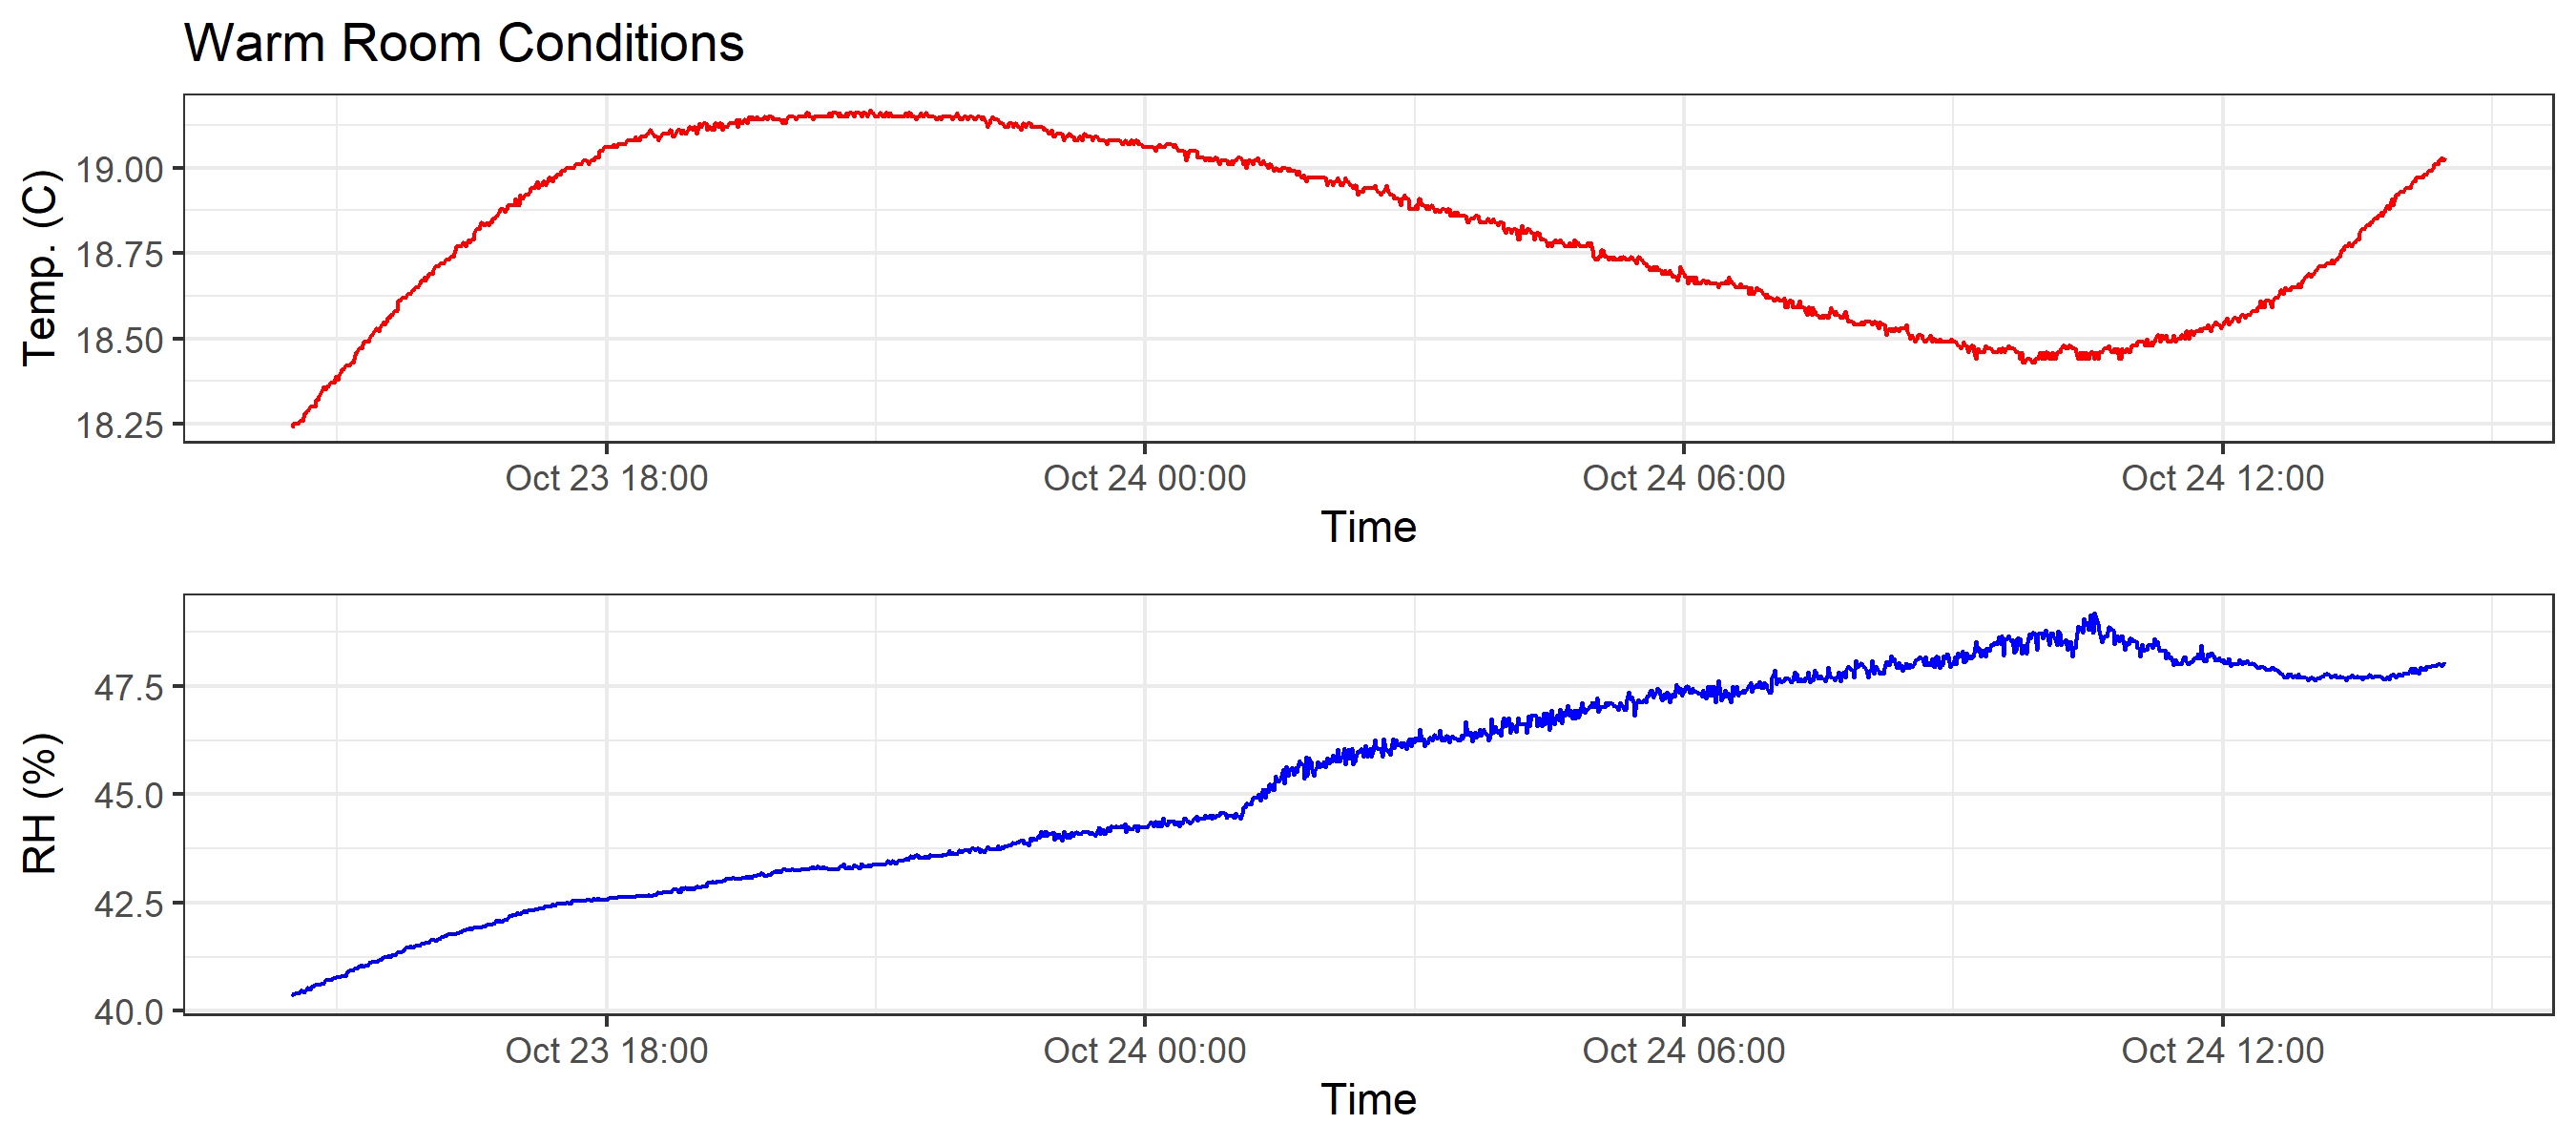 Warm Room Conditions
Temp. (C)
19.00
18.75
18.50
18.25
Oct 23 18:00 Oct 24 00:00 Oct 24 06:00 Oct 24 12:00
Time
RH (%)
47.5
45.0
42.5
40.0
Oct 23 18:00 Oct 24 00:00 Oct 24 06:00 Oct 24 12:00
Time